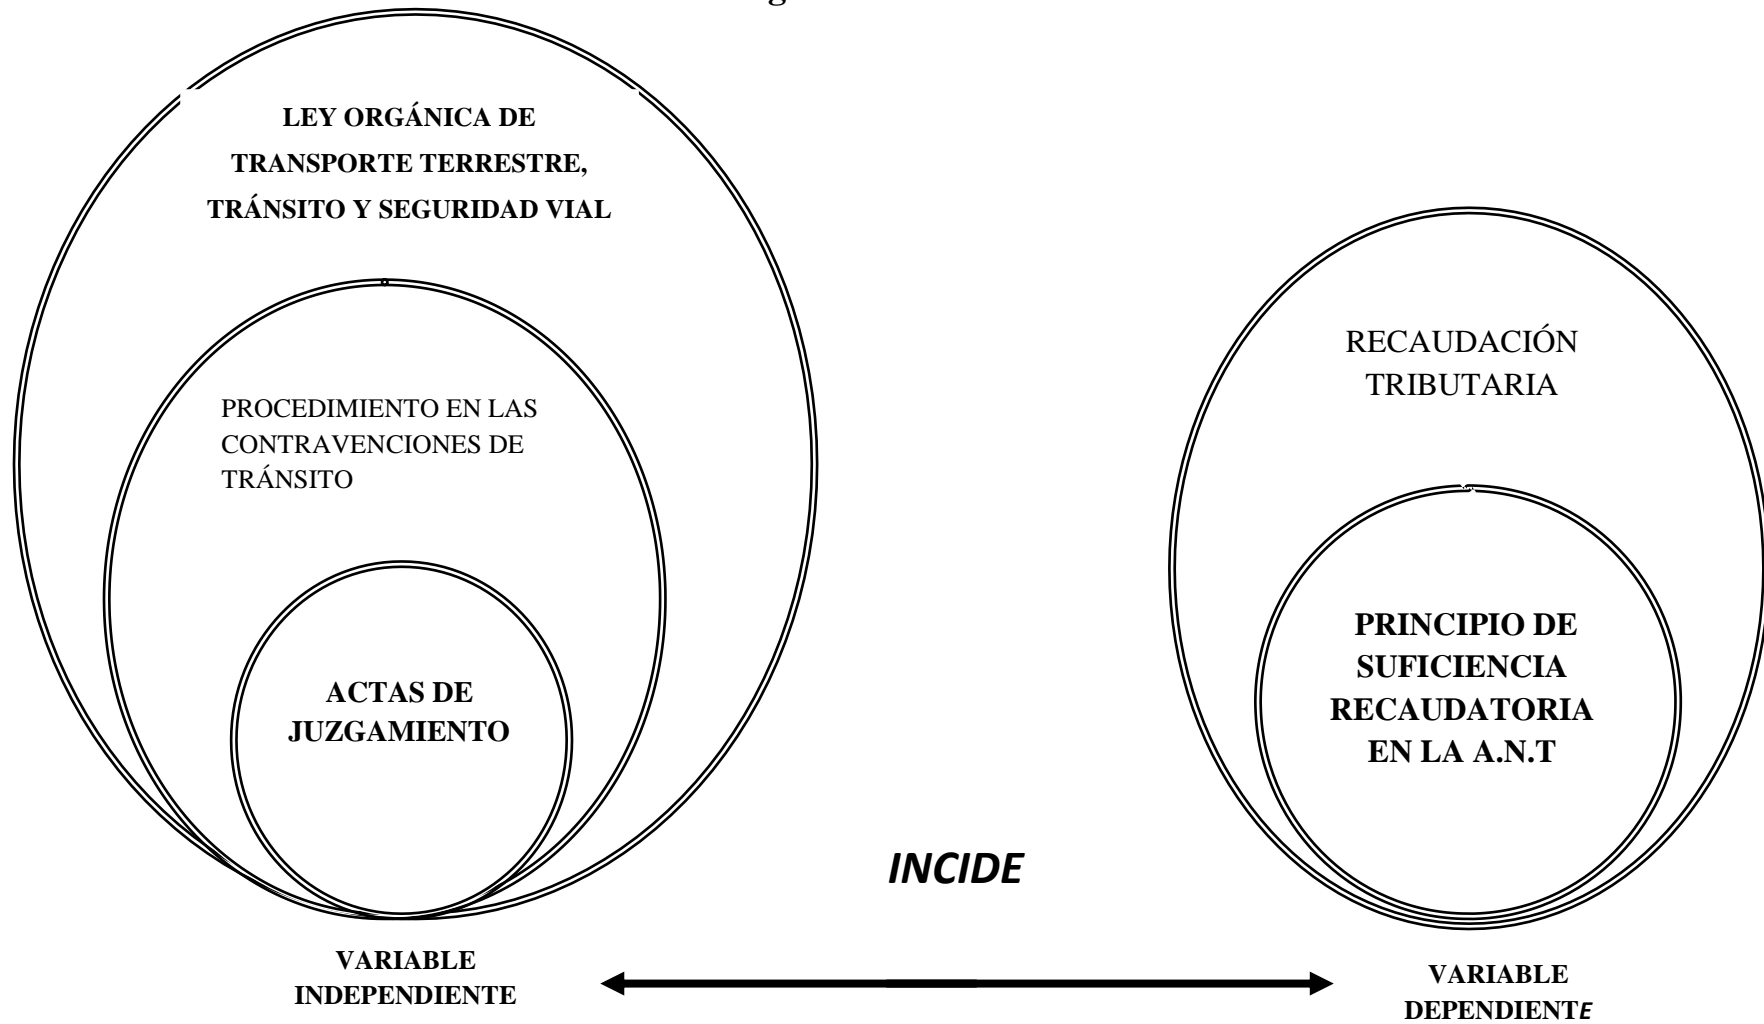 LEY ORGÁNICA DE
TRANSPORTE TERRESTRE,
TRÁNSITO Y SEGURIDAD VIAL
PROCEDIMIENTO EN LAS
CONTRAVENCIONES DE
TRÁNSITO
ACTAS DE
JUZGAMIENTO
VARIABLE
INDEPENDIENTE
INCIDE
RECAUDACIÓN
TRIBUTARIA
PRINCIPIO DE
SUFICIENCIA
RECAUDATORIA
EN LA A.N.T
VARIABLE
DEPENDIENTE